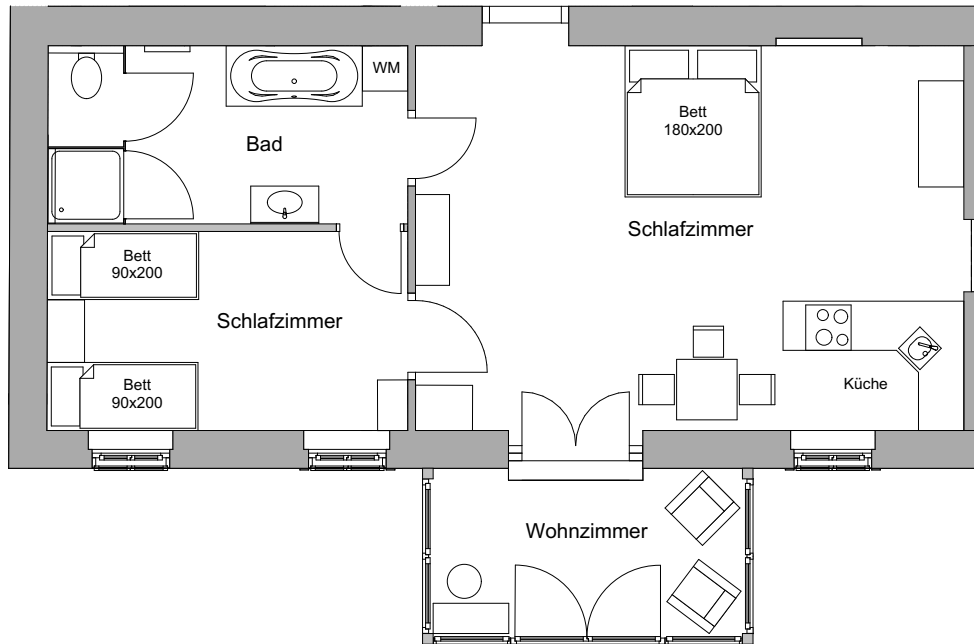 WM
Bad
Bett
180x200
Schlafzimmer
Bett
90x200
Schlafzimmer
Bett
90x200
Küche
Wohnzimmer